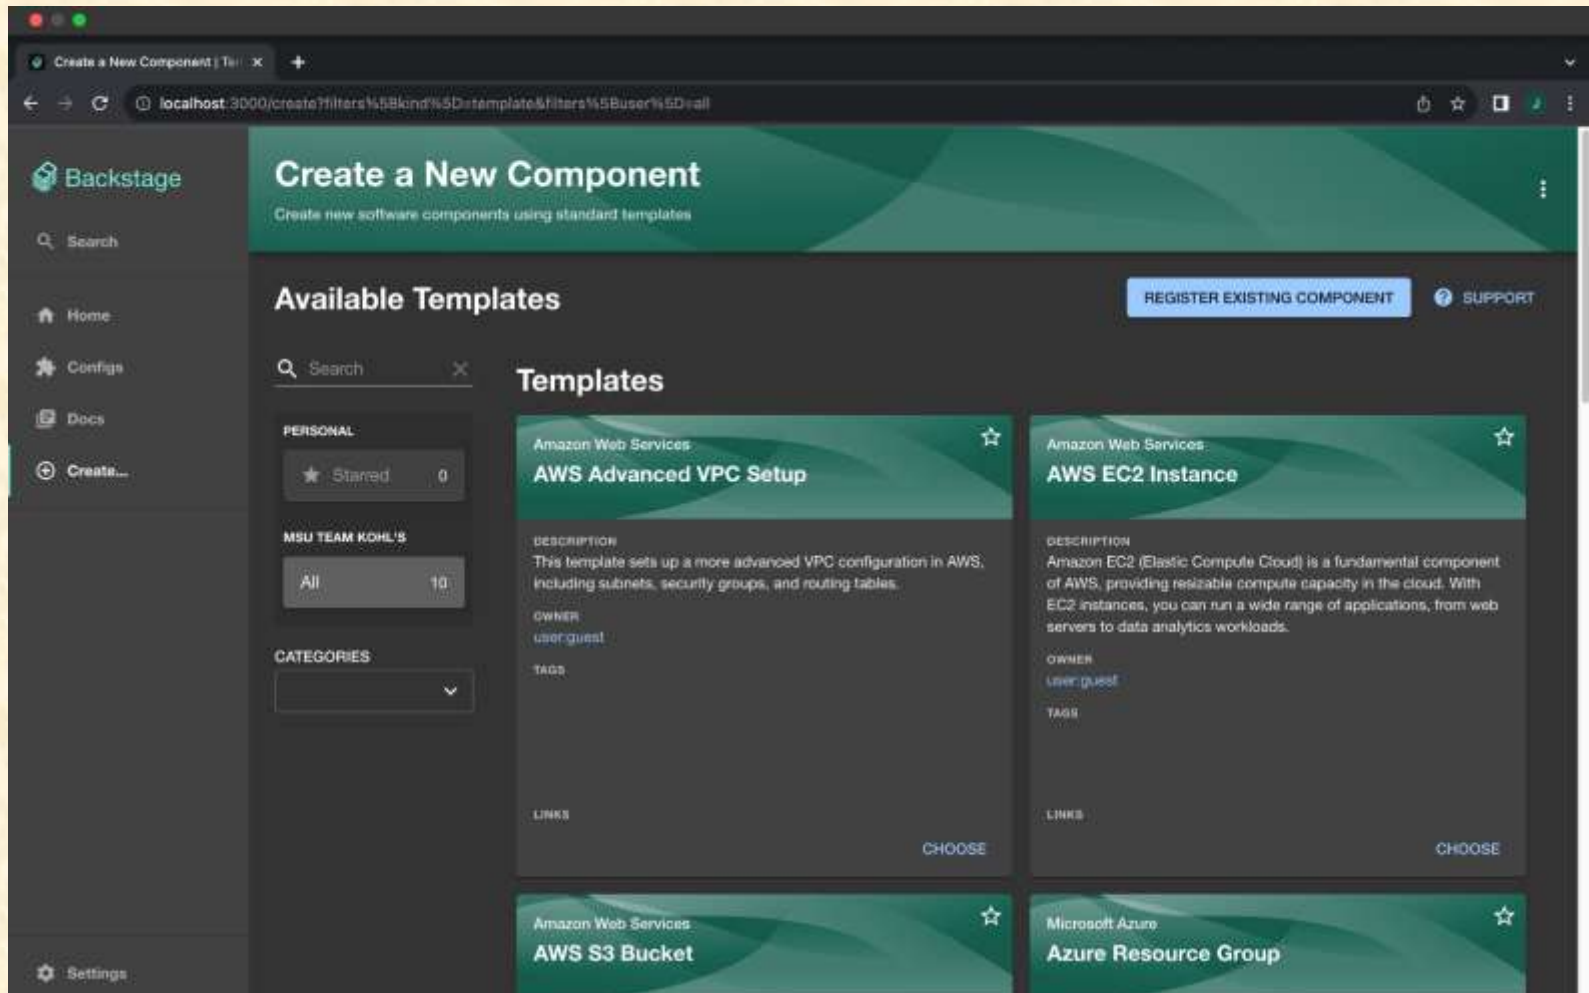 Create a New Component | Te
localhost:3000/create?filters%5Bkind%5D=template&filters%5Buser%5D=all
Backstage
Search
Home
Configs
Docs
Create...
Settings
Create a New Component
Create new software components using standard templates
Available Templates
REGISTER EXISTING COMPONENT
SUPPORT
Search
PERSONAL
Starred 0
MSU TEAM KOHL'S
All 10
CATEGORIES
Templates
Amazon Web Services
AWS Advanced VPC Setup
DESCRIPTION
This template sets up a more advanced VPC configuration in AWS,
including subnets, security groups, and routing tables.
OWNER
user:guest
TAGS
LINKS
CHOOSE
Amazon Web Services
AWS EC2 Instance
DESCRIPTION
Amazon EC2 (Elastic Compute Cloud) is a fundamental component
of AWS, providing resizable compute capacity in the cloud. With
EC2 instances, you can run a wide range of applications, from web
servers to data analytics workloads.
OWNER
user:guest
TAGS
LINKS
CHOOSE
Amazon Web Services
AWS S3 Bucket
Microsoft Azure
Azure Resource Group